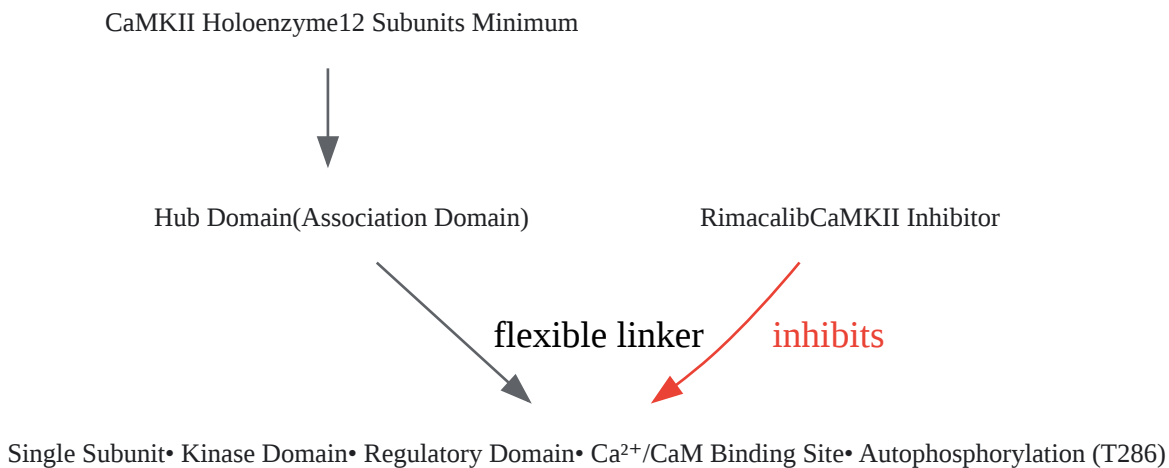 CaMKII Holoenzyme12 Subunits Minimum
Hub Domain(Association Domain)
RimacalibCaMKII Inhibitor
flexible linker
inhibits
Single Subunit• Kinase Domain• Regulatory Domain• Ca²⁺/CaM Binding Site• Autophosphorylation (T286)